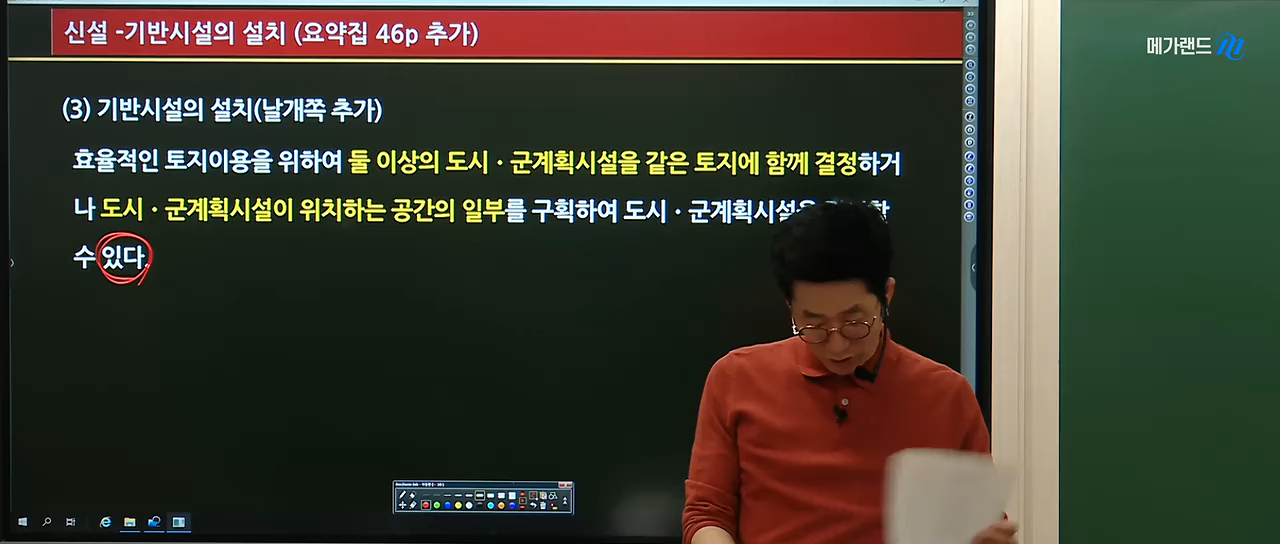 신설 -기반시설의 설치 (요약집 46p 추가)
메가랜드
(3) 기반시설의 설치(날개쪽 추가)
효율적인 토지이용을 위하여 둘 이상의 도시 · 군계획시설을 같은 토지에 함께 결정하거
나 도시 · 군계획시설이 위치하는 공간의 일부를 구획하여 도시 · 군계획시설을
수 있다.